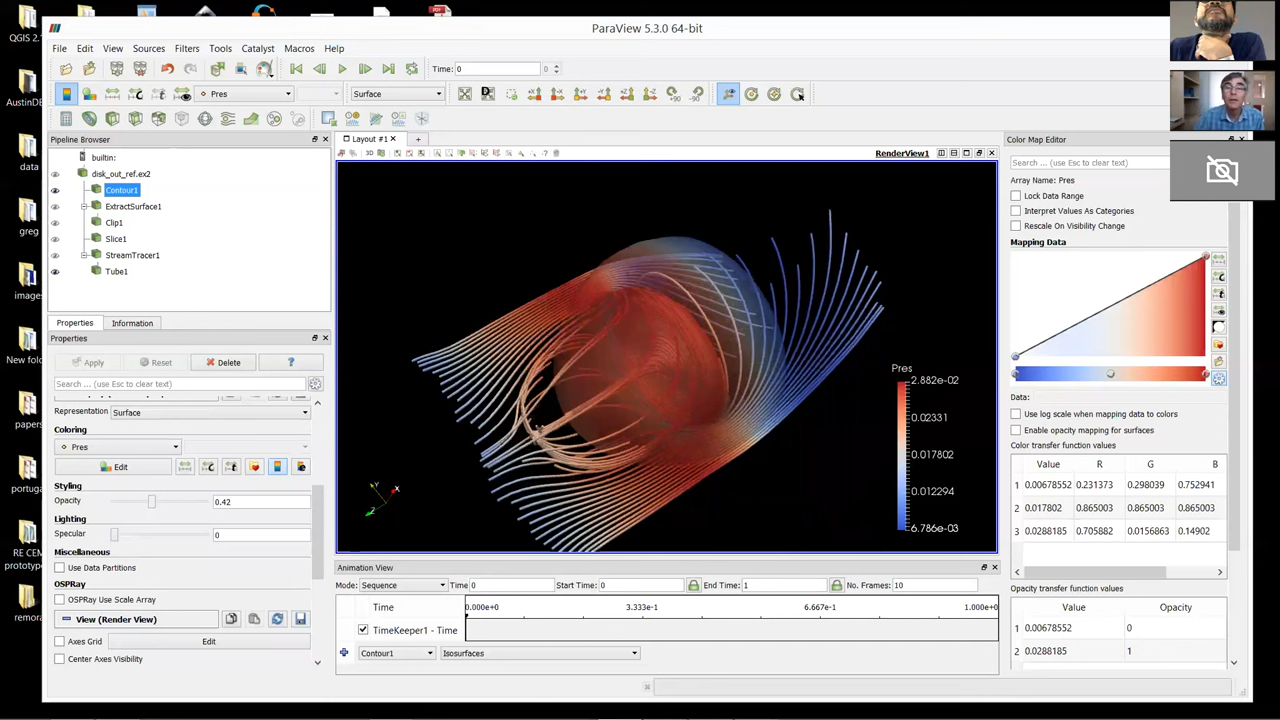 QGIS 2.
ParaView 5.3.0 64-bit
File Edit View Sources Filters Tools Catalyst Macros Help
Time: 0 0
Pres Surface
AustinDE
Pipeline Browser Layout #1 Color Map Editor
RenderView1
builtin:
Search ... (use Esc to clear text)
data
disk_out_ref.ex2
Array Name: Pres
Contour1
Lock Data Range
ExtractSurface1
Interpret Values As Categories
greg
Clip1
Rescale On Visibility Change
Slice1
Mapping Data
StreamTracer1
Tube1
images
Properties Information
Properties
New folc
Apply Reset Delete ?
Search ... (use Esc to clear text)
Pres
2.882e-02
Representation Surface
0.02331
papers
Coloring
Pres
0.017802
Edit
0.012294
6.786e-03
portuga
Styling
Opacity 0.42
Lighting
Specular 0
Miscellaneous
Use Data Partitions
OSPRay
OSPRay Use Scale Array
View (Render View)
Axes Grid Edit
Center Axes Visibility
RE CEM
prototype
remora
Y X
Z
Data:
Use log scale when mapping data to colors
Enable opacity mapping for surfaces
Color transfer function values
Value R G B
1 0.00678552 0.231373 0.298039 0.752941
2 0.017802 0.865003 0.865003 0.865003
3 0.0288185 0.705882 0.0156863 0.14902
Opacity transfer function values
Value Opacity
1 0.00678552 0
2 0.0288185 1
Animation View
Mode: Sequence Time 0 Start Time: 0 End Time: 1 No. Frames: 10
Time 0.000e+0 3.333e-1 6.667e-1 1.000e+0
TimeKeeper1 - Time
Contour1 Isosurfaces